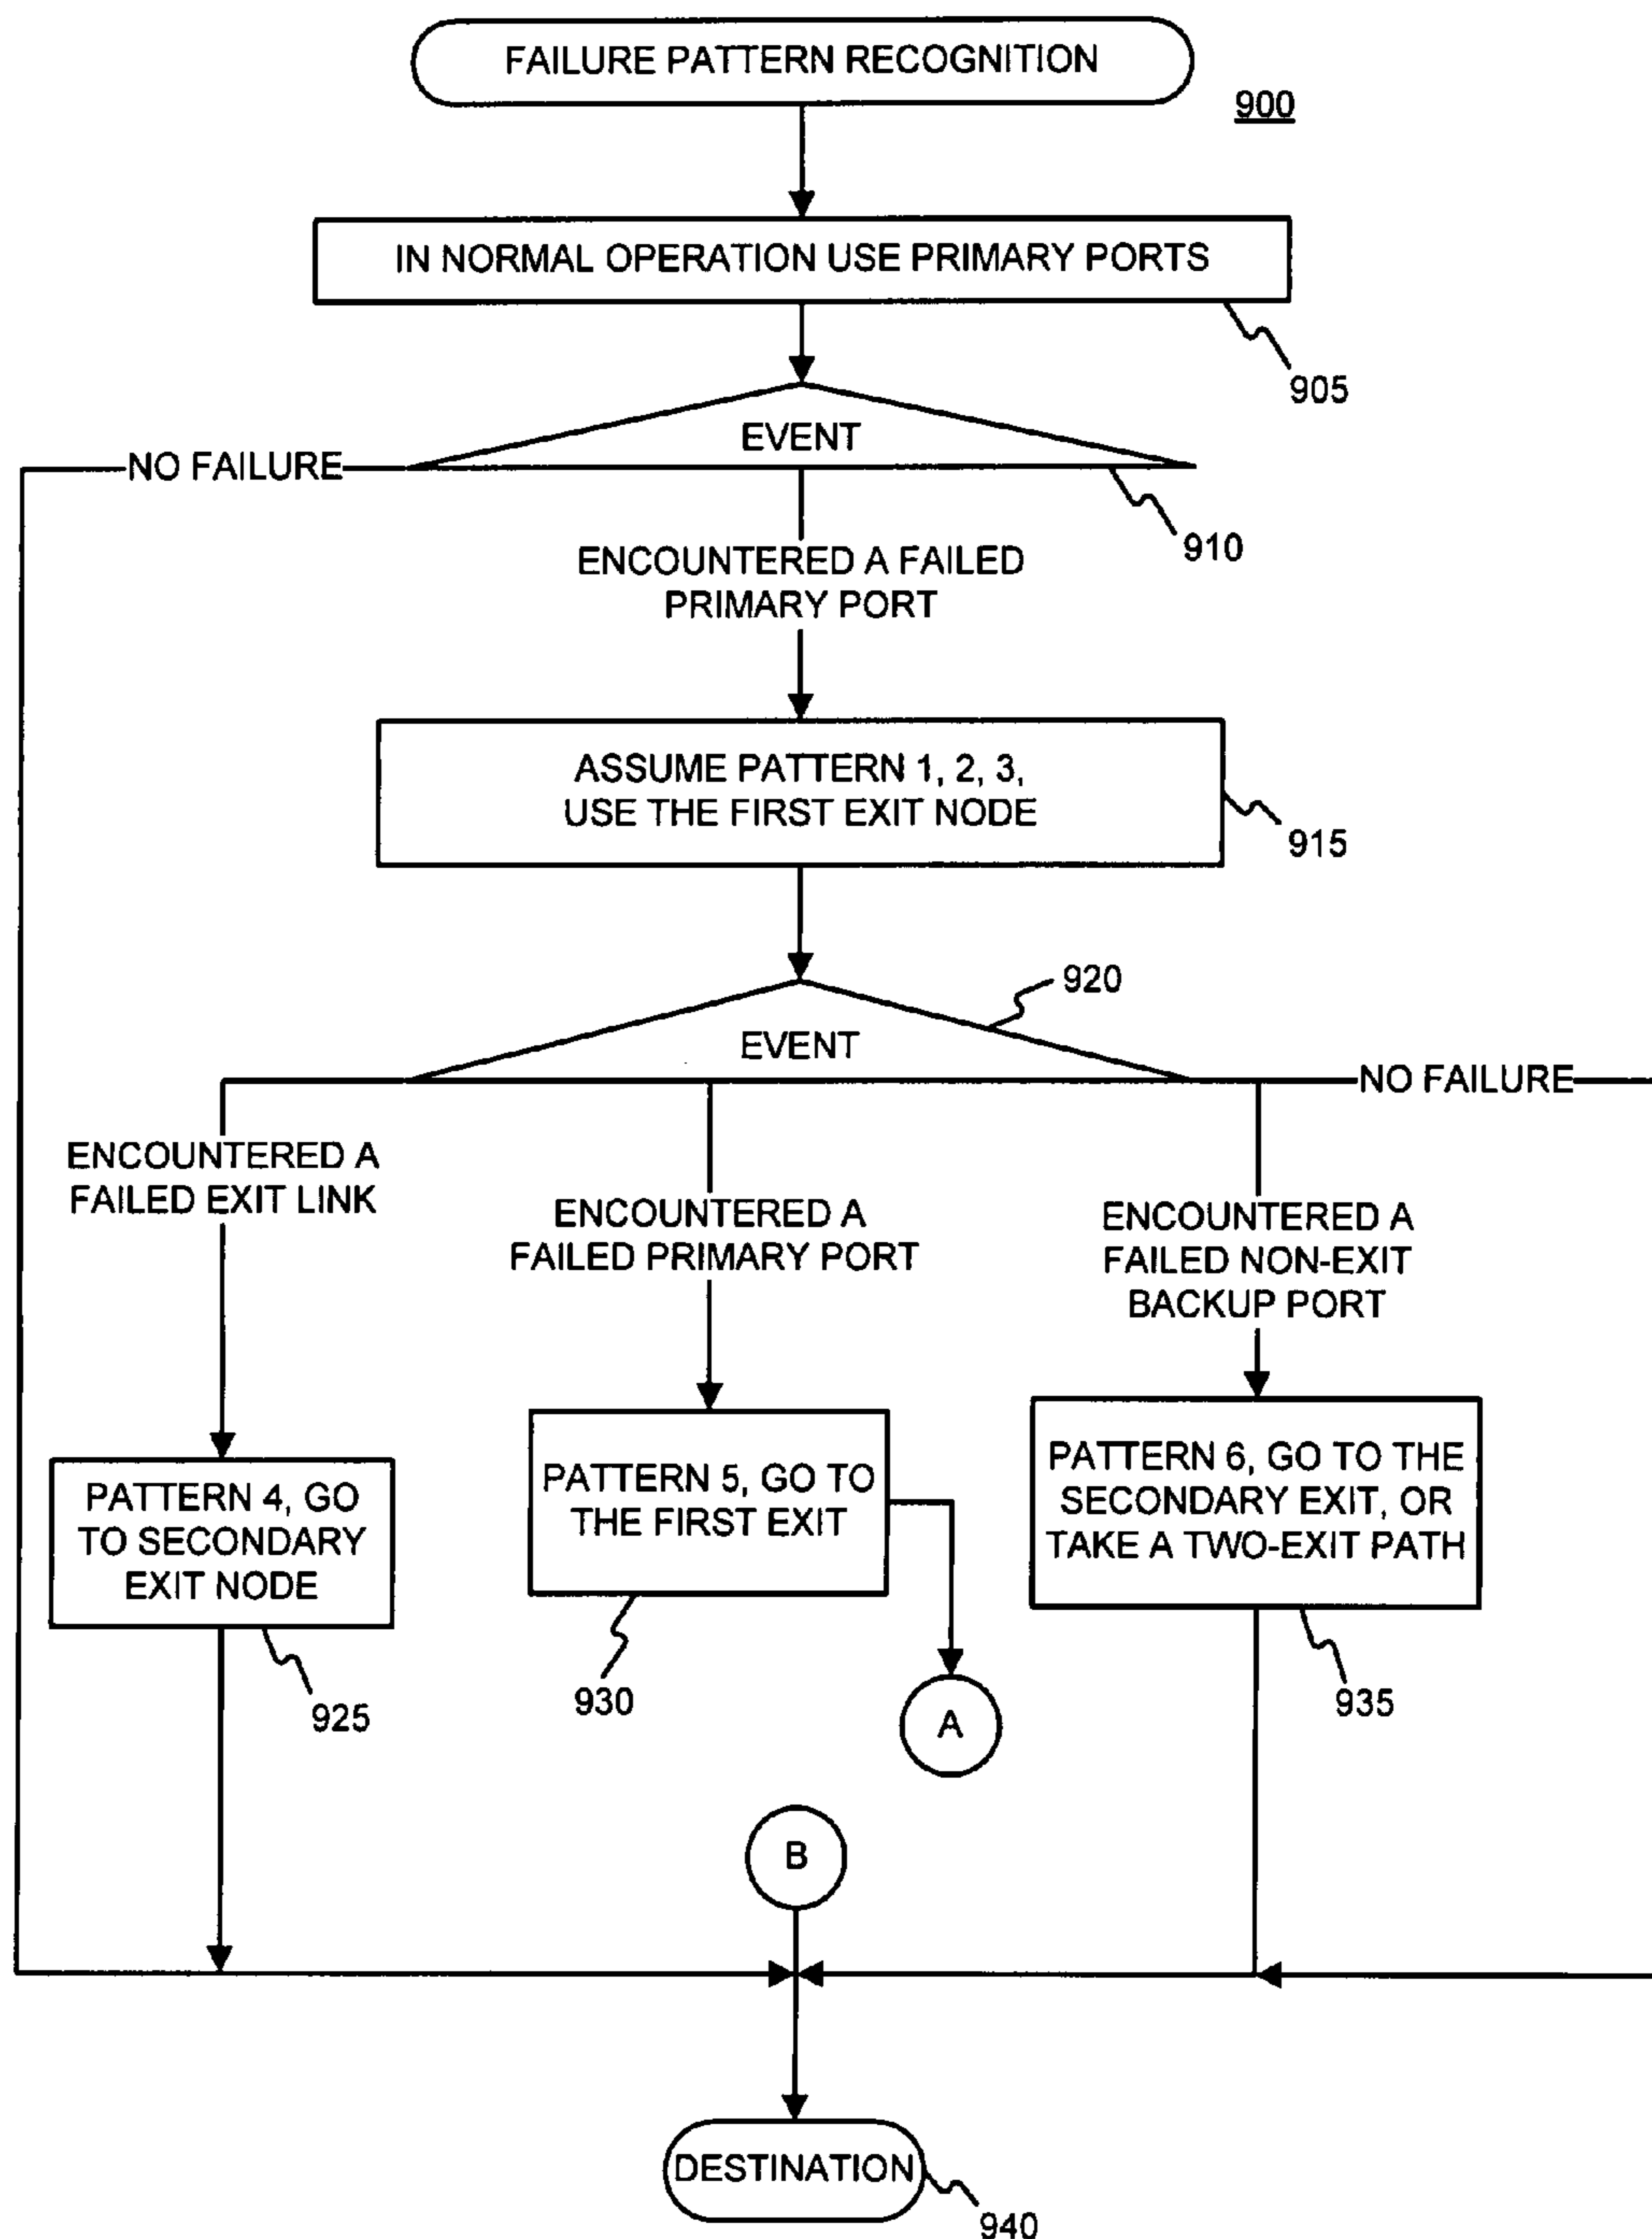 FAILURE PATTERN RECOGNITION
900
IN NORMAL OPERATION USE PRIMARY PORTS
905
EVENT
NO FAILURE
910
ENCOUNTERED A FAILED
PRIMARY PORT
ASSUME PATTERN 1, 2, 3,
USE THE FIRST EXIT NODE
915
920
EVENT
NO FAILURE
ENCOUNTERED A
FAILED EXIT LINK
ENCOUNTERED A
FAILED PRIMARY PORT
ENCOUNTERED A
FAILED NON-EXIT
BACKUP PORT
PATTERN 4, GO
TO SECONDARY
EXIT NODE
925
PATTERN 5, GO TO
THE FIRST EXIT
930
PATTERN 6, GO TO THE
SECONDARY EXIT, OR
TAKE A TWO-EXIT PATH
935
A
B
DESTINATION
940